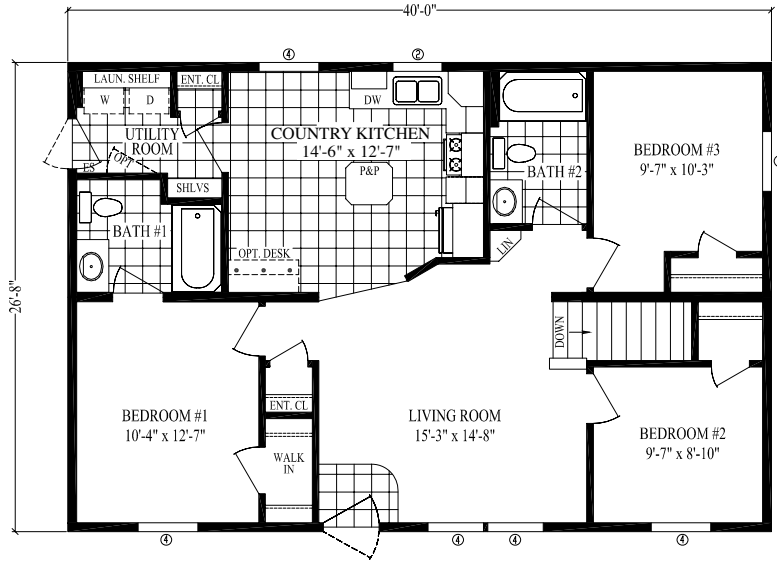 40'-0"
④
②
LAUN. SHELF
ENT. CL
W
D
DW
UTILITY
ROOM
COUNTRY KITCHEN
14'-6" x 12'-7"
P&P
BEDROOM #3
9'-7" x 10'-3"
ES
OPT
SHLVS
BATH #2
BATH #1
OPT. DESK
LIN
26'-8"
DOWN
ENT. CL
BEDROOM #1
10'-4" x 12'-7"
LIVING ROOM
15'-3" x 14'-8"
BEDROOM #2
9'-7" x 8'-10"
WALK
IN
④
④
④
④